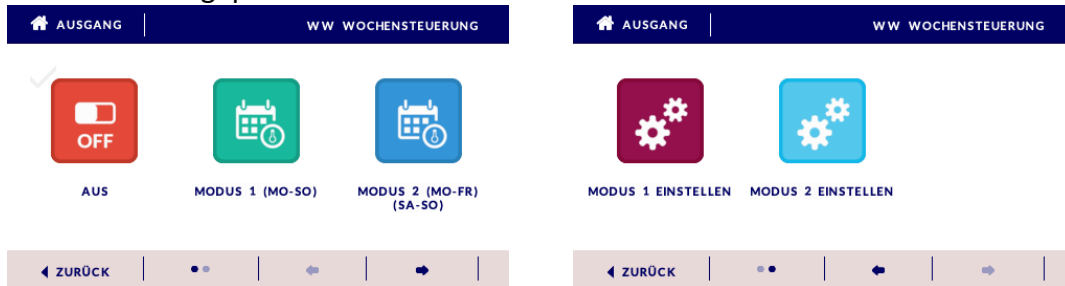 AUSGANG
WW WOCHENSTEUERUNG
OFF
AUS
MODUS 1 (MO-SO)
MODUS 2 (MO-FR)
(SA-SO)
ZURÜCK
AUSGANG
WW WOCHENSTEUERUNG
MODUS 1 EINSTELLEN
MODUS 2 EINSTELLEN
ZURÜCK